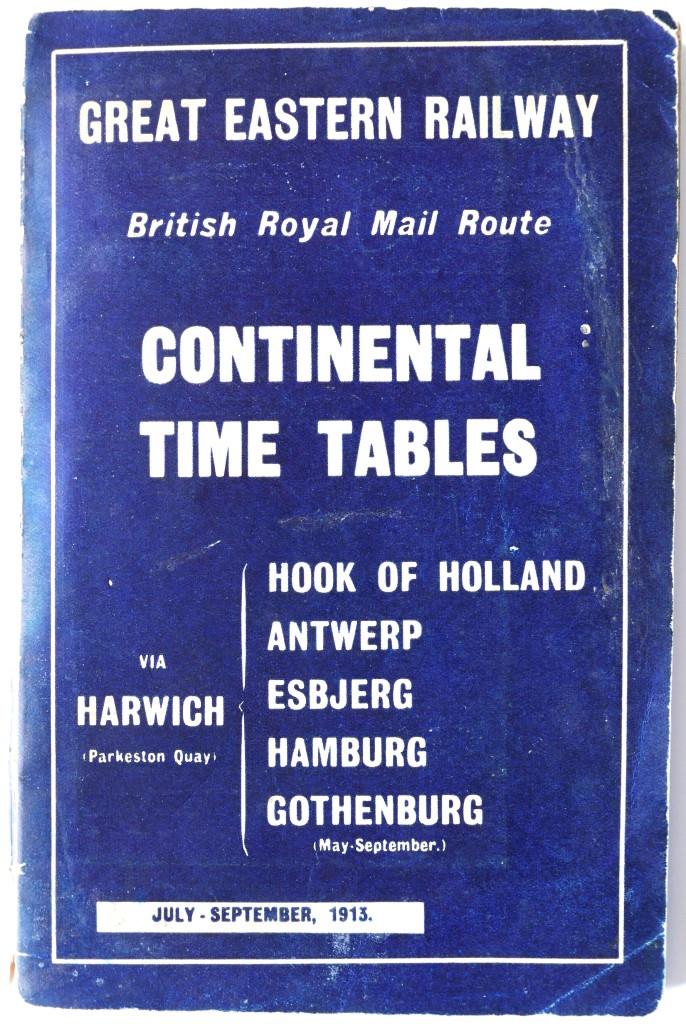 GREAT EASTERN RAILWAY
British Royal Mail Route
CONTINENTAL
TIME TABLES
VIA
HARWICH
(Parkeston Quay)
HOOK OF HOLLAND
ANTWERP
ESBJERG
HAMBURG
GOTHENBURG
(May-September.)
JULY - SEPTEMBER, 1913.